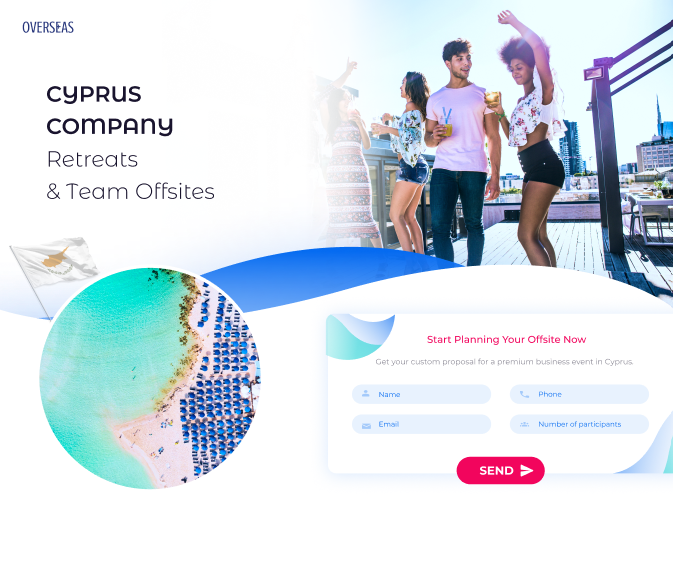 OVERSEAS
CYPRUS
COMPANY
Retreats
& Team Offsites
Start Planning Your Offsite Now
Get your custom proposal for a premium business event in Cyprus.
Name
Phone
Email
Number of participants
SEND